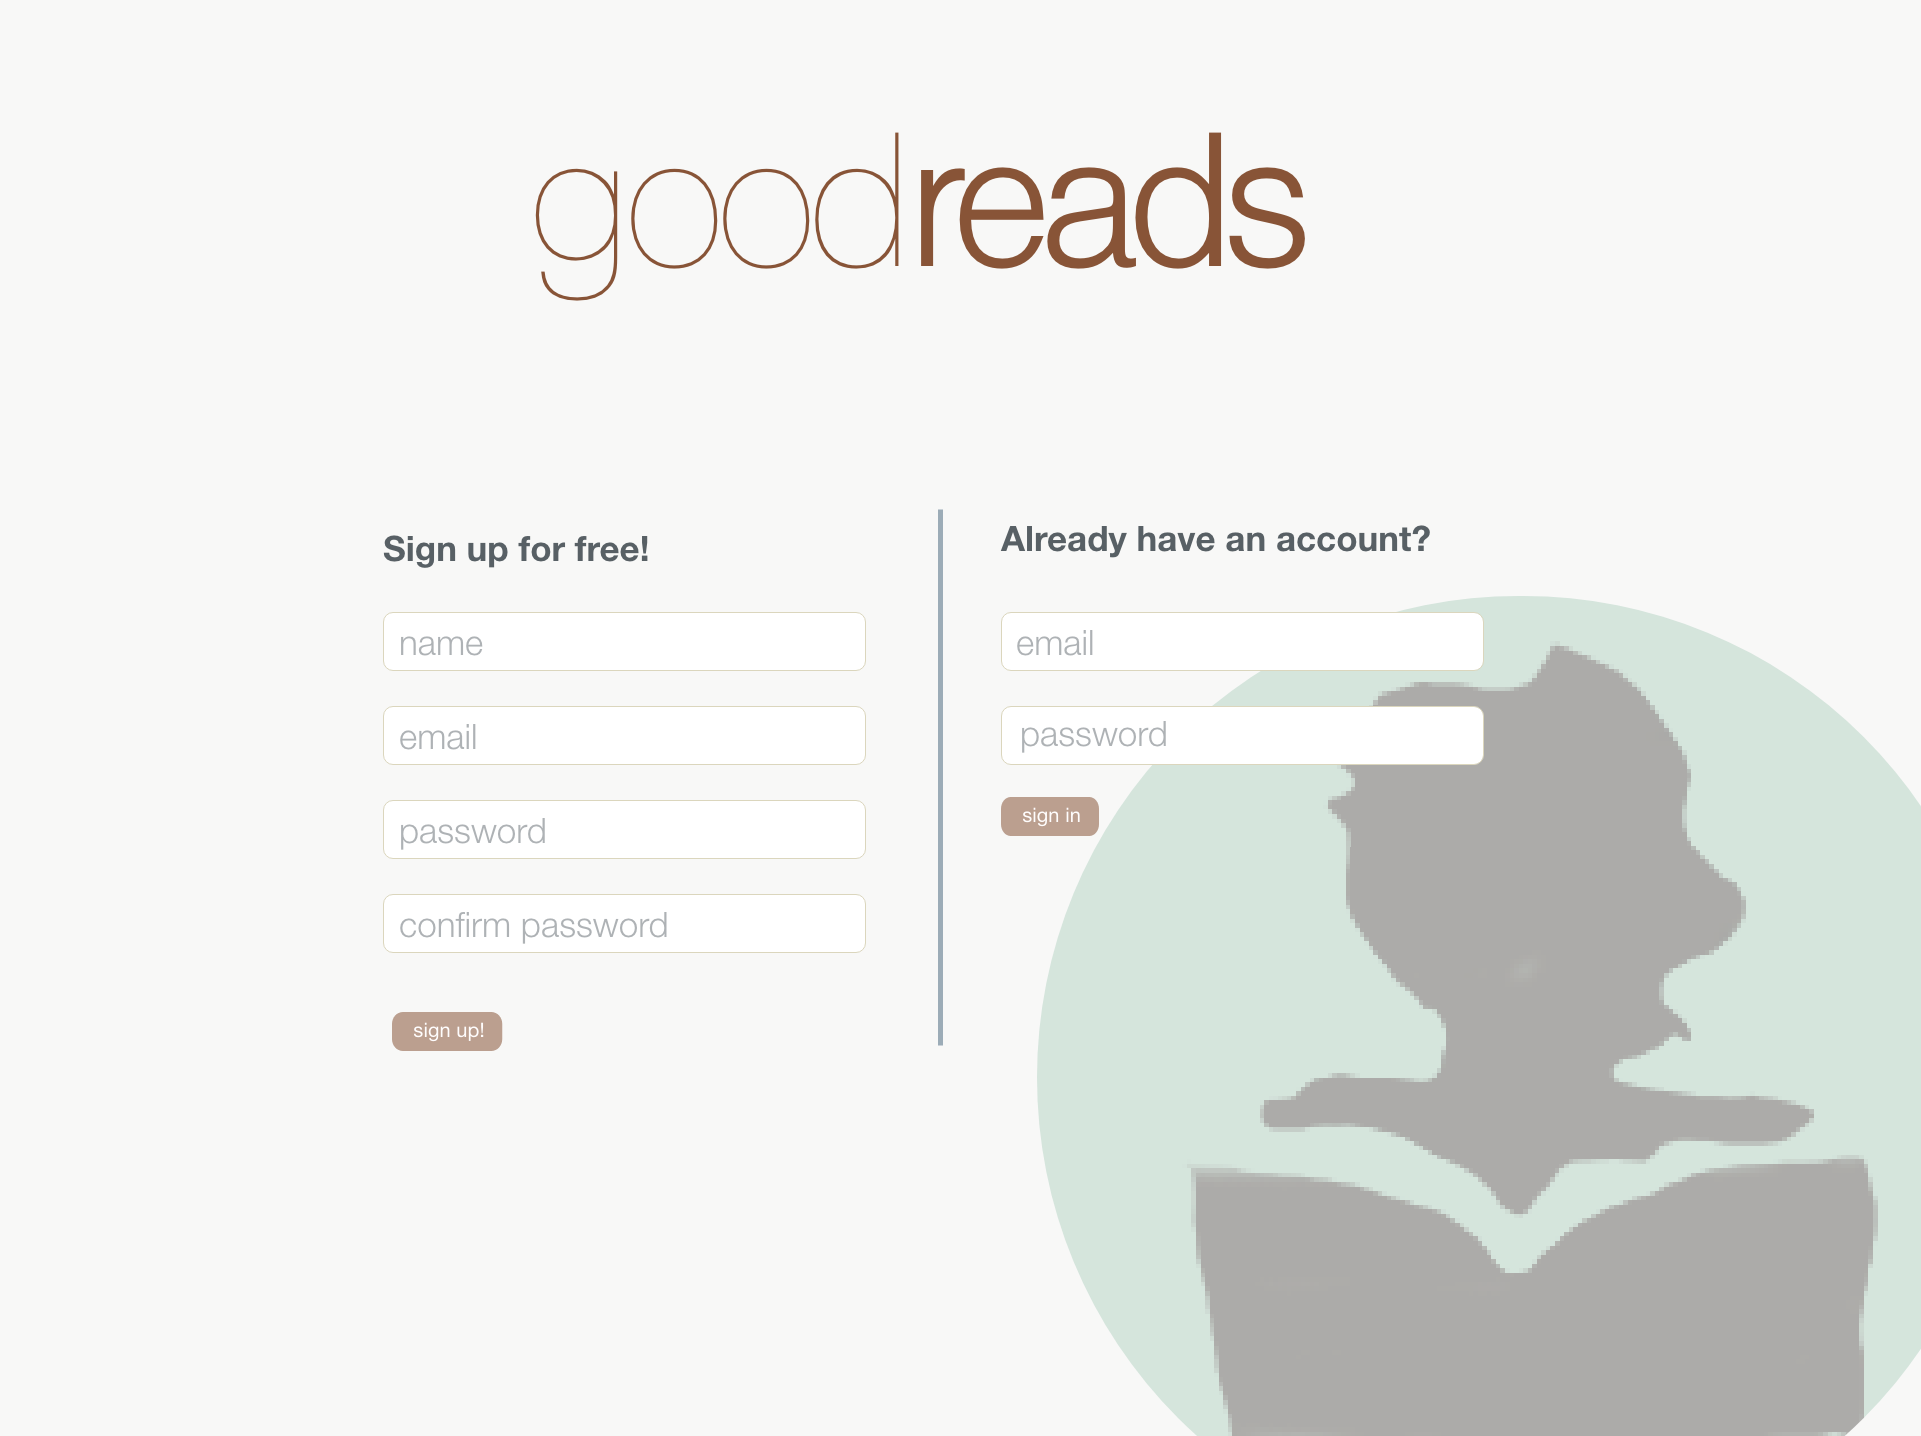 goodreads
Sign up for free!
name
email
password
confirm password
sign up!
Already have an account?
email
password
sign in